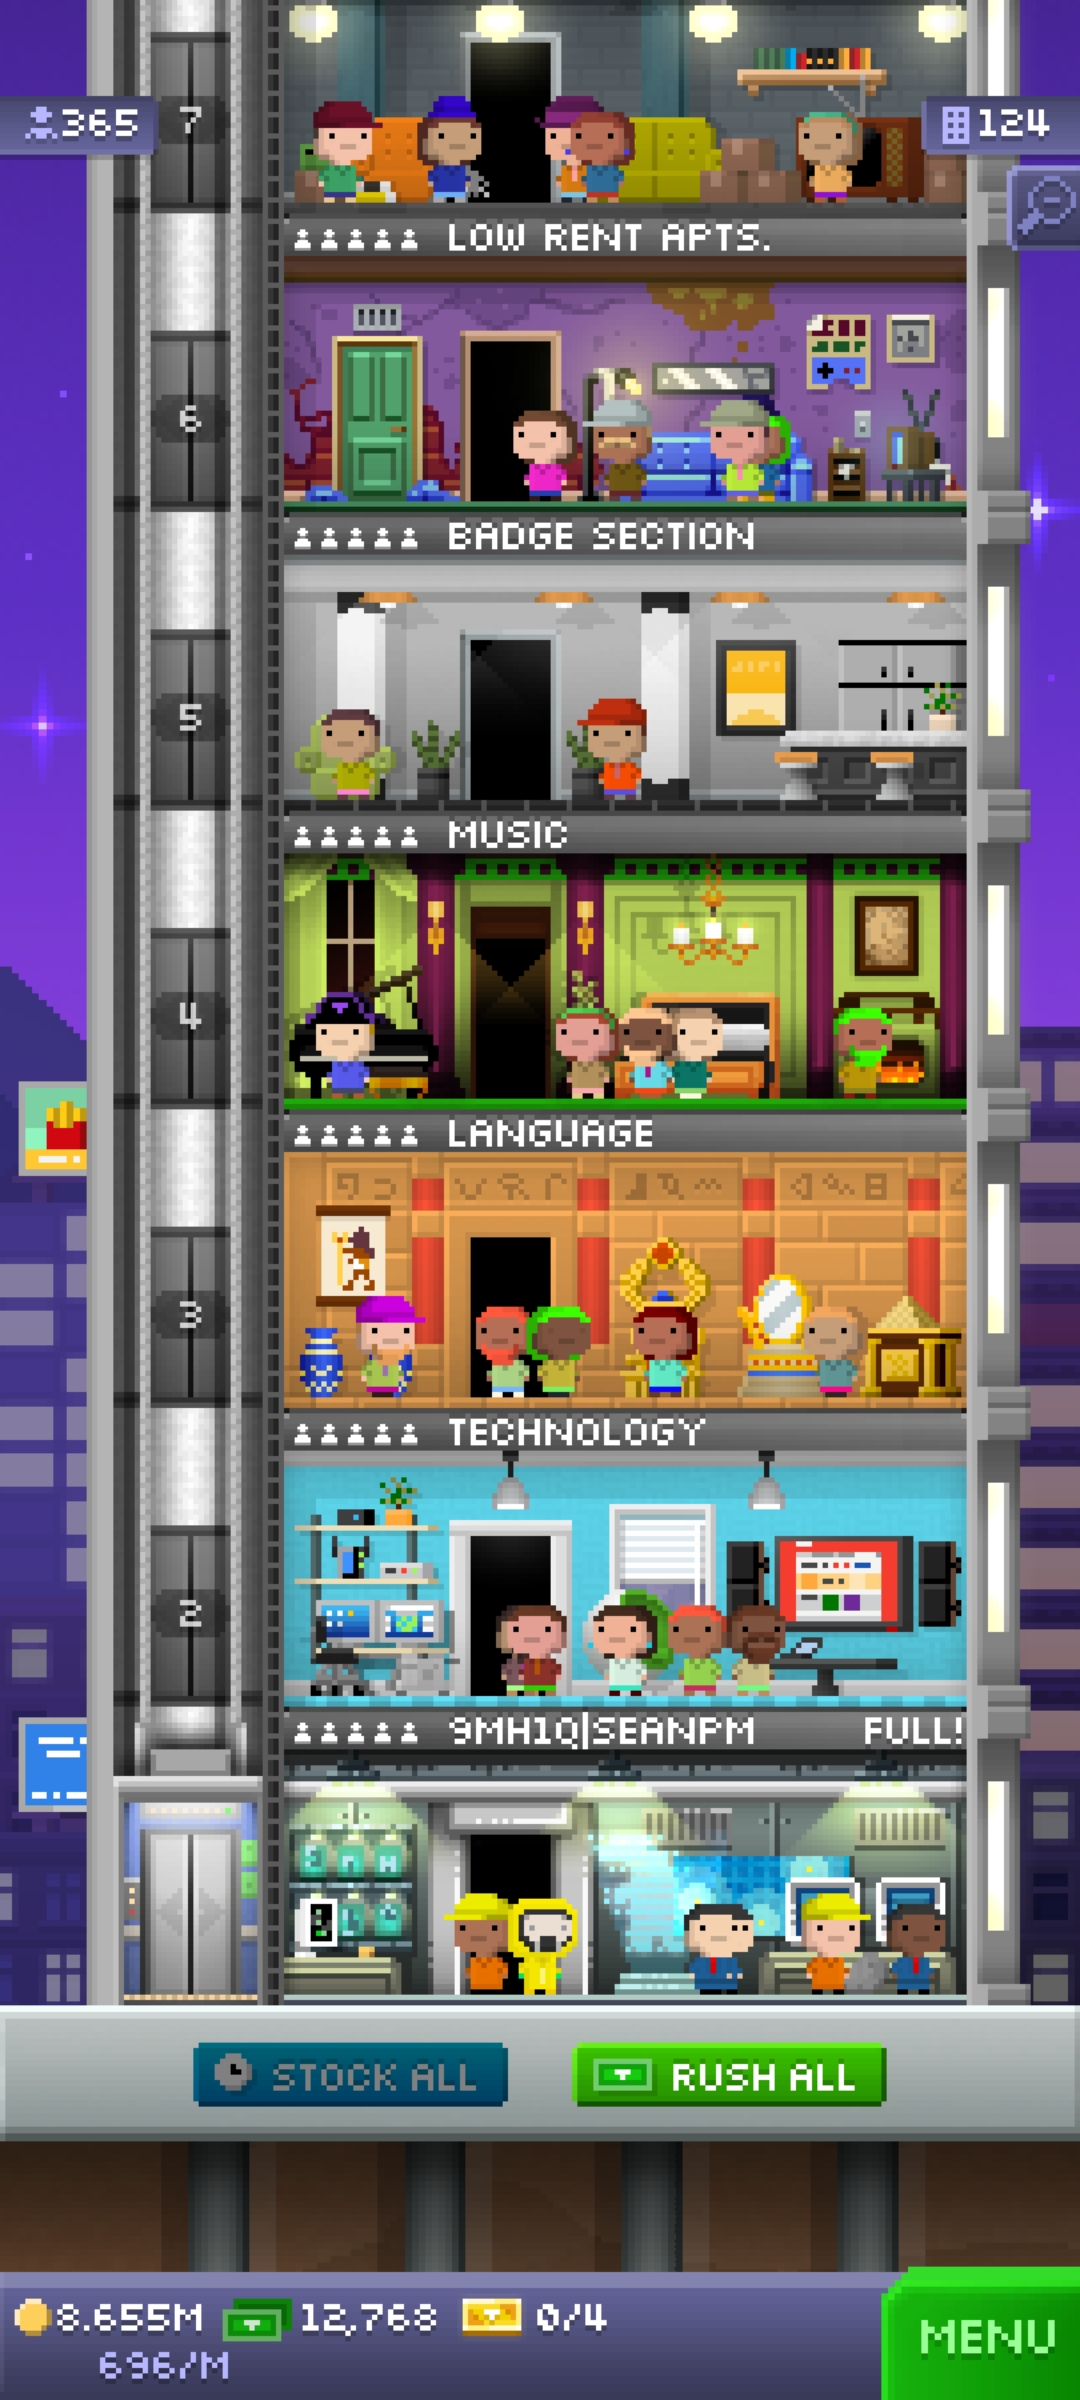 365
7
124
LOW RENT APTS.
6
BADGE SECTION
5
MUSIC
4
LANGUAGE
3
TECHNOLOGY
2
9MH1Q|SEANPM FULL!
STOCK ALL
RUSH ALL
8.655M 12,768 0/4
696/M
MENU